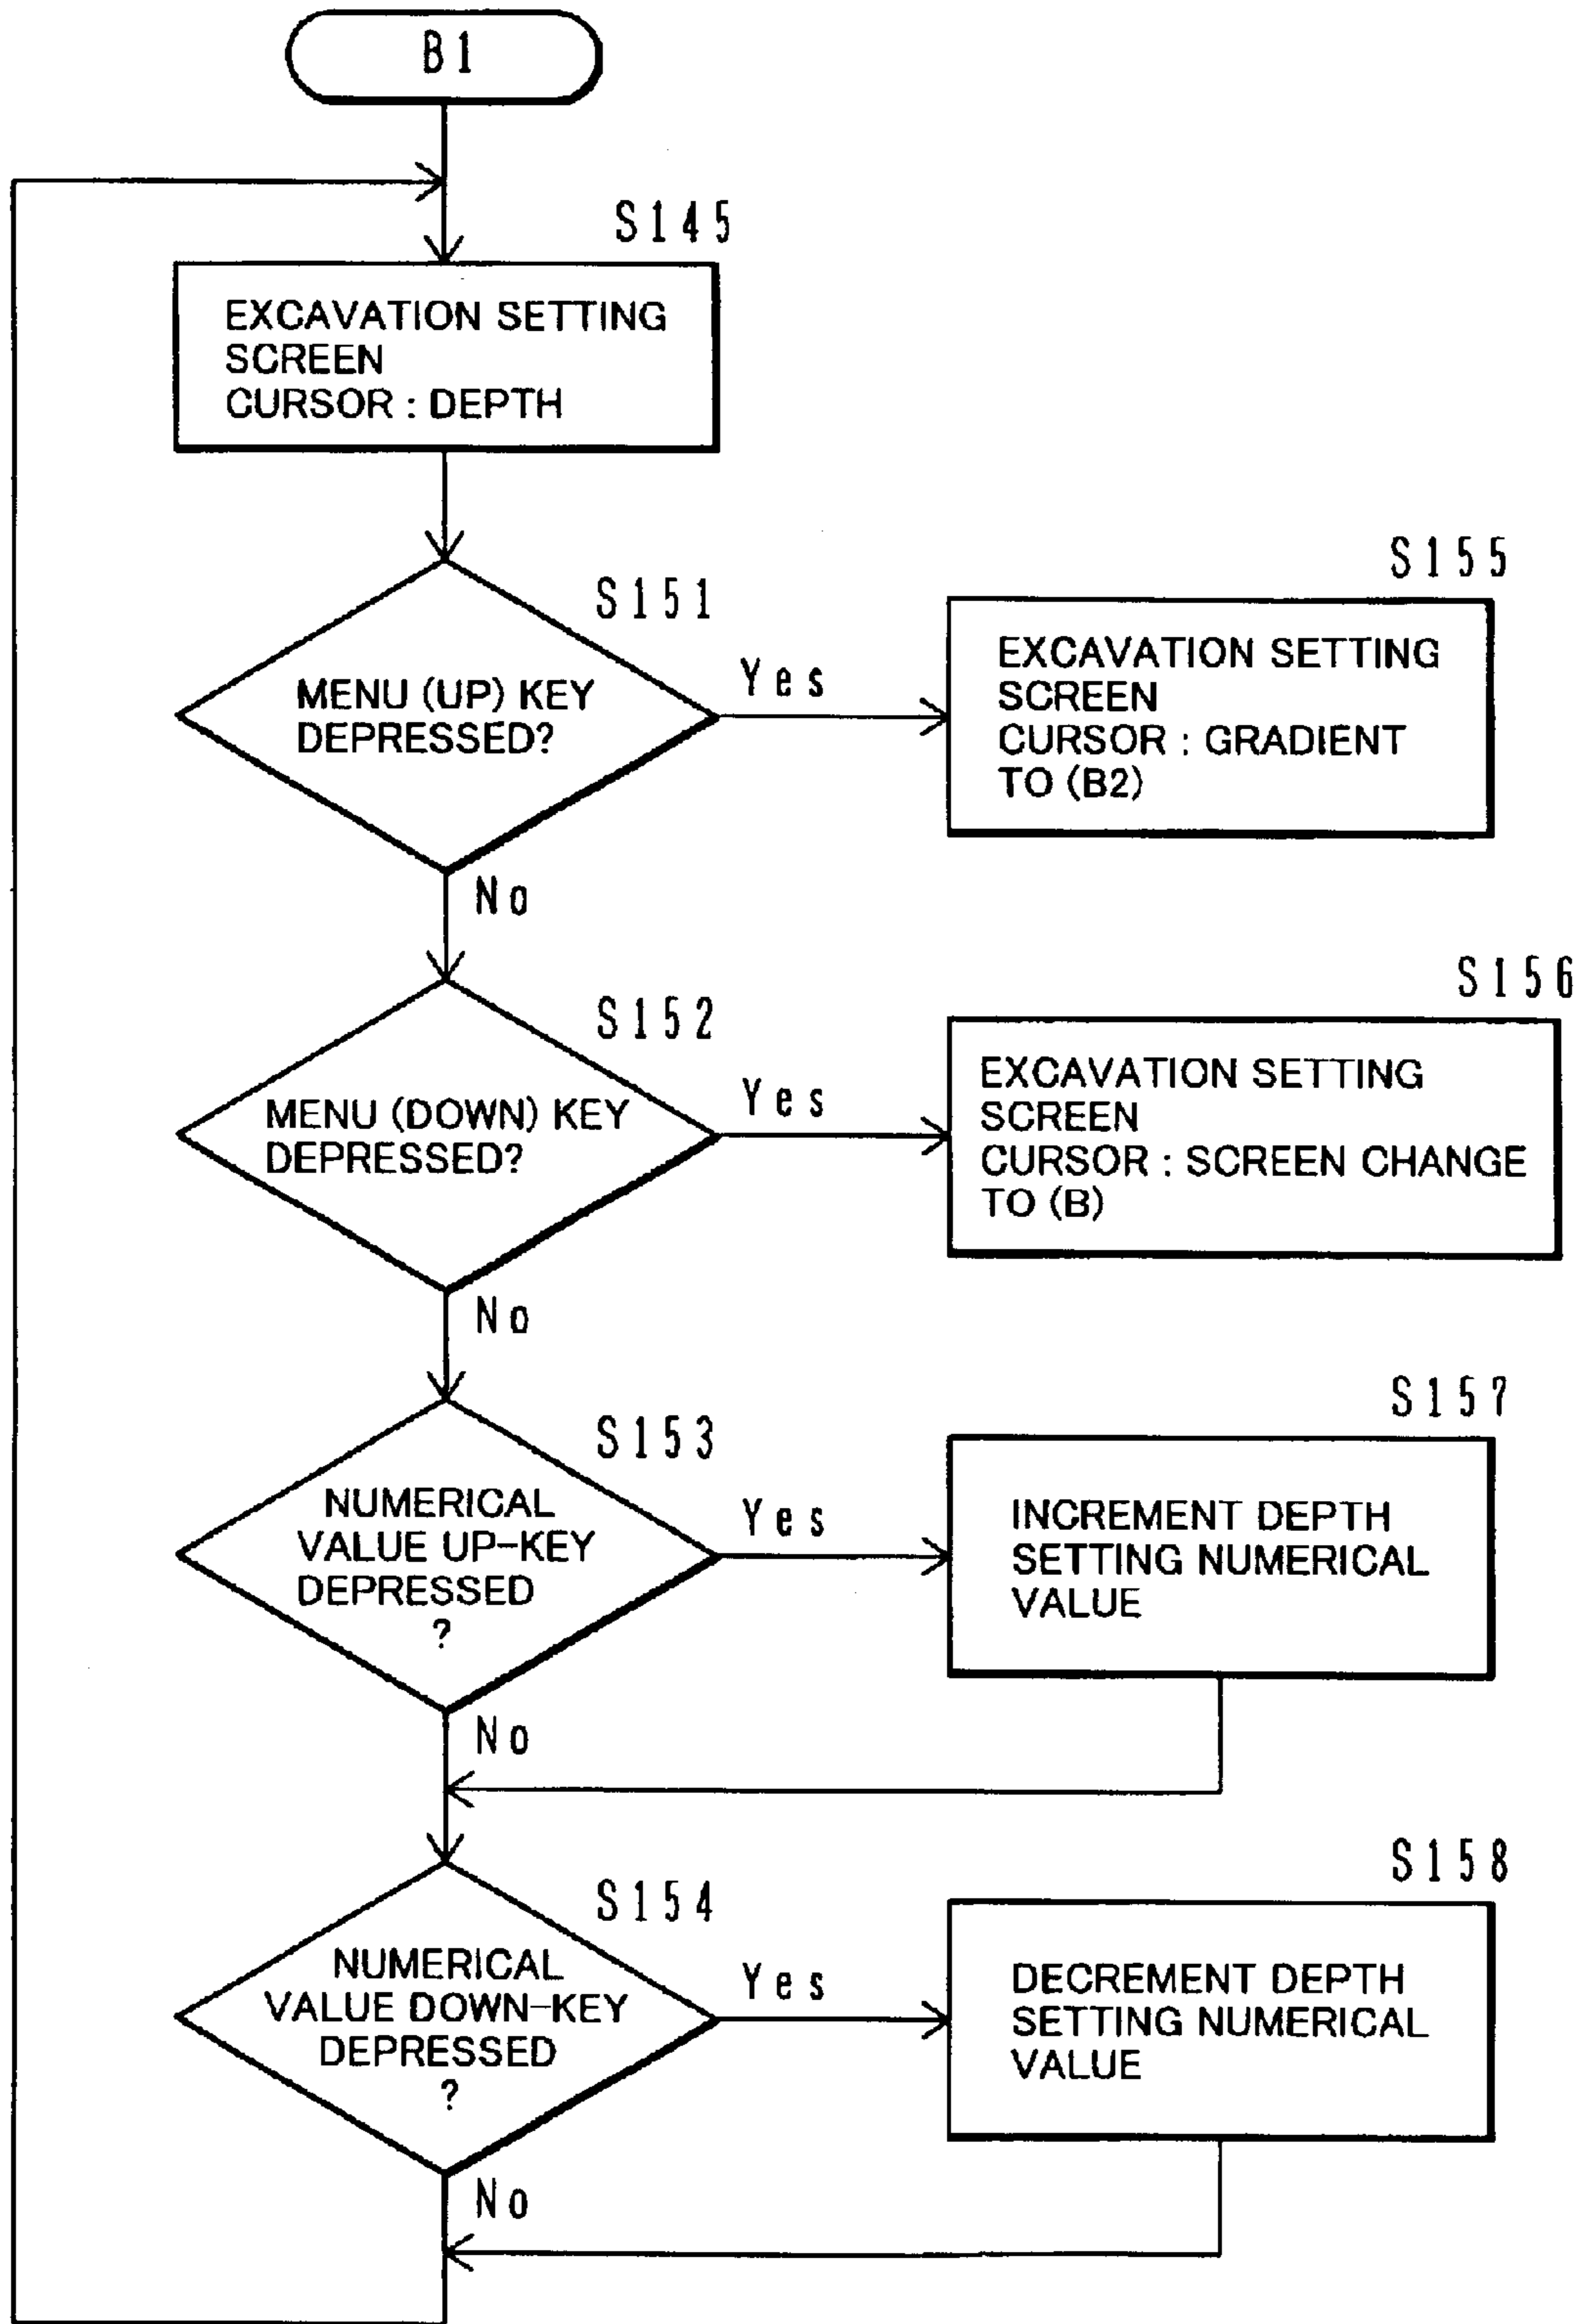 B1
S145
EXCAVATION SETTING
SCREEN
CURSOR : DEPTH
S151
MENU (UP) KEY
DEPRESSED?
Yes
No
S155
EXCAVATION SETTING
SCREEN
CURSOR : GRADIENT
TO (B2)
S152
MENU (DOWN) KEY
DEPRESSED?
Yes
No
S156
EXCAVATION SETTING
SCREEN
CURSOR : SCREEN CHANGE
TO (B)
S153
NUMERICAL
VALUE UP-KEY
DEPRESSED
?
Yes
No
S157
INCREMENT DEPTH
SETTING NUMERICAL
VALUE
S154
NUMERICAL
VALUE DOWN-KEY
DEPRESSED
?
Yes
No
S158
DECREMENT DEPTH
SETTING NUMERICAL
VALUE